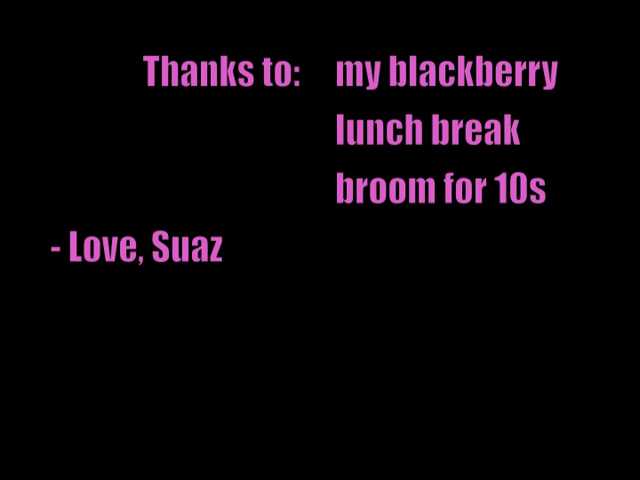 Thanks to: my blackberry
lunch break
broom for 10s
- Love, Suaz